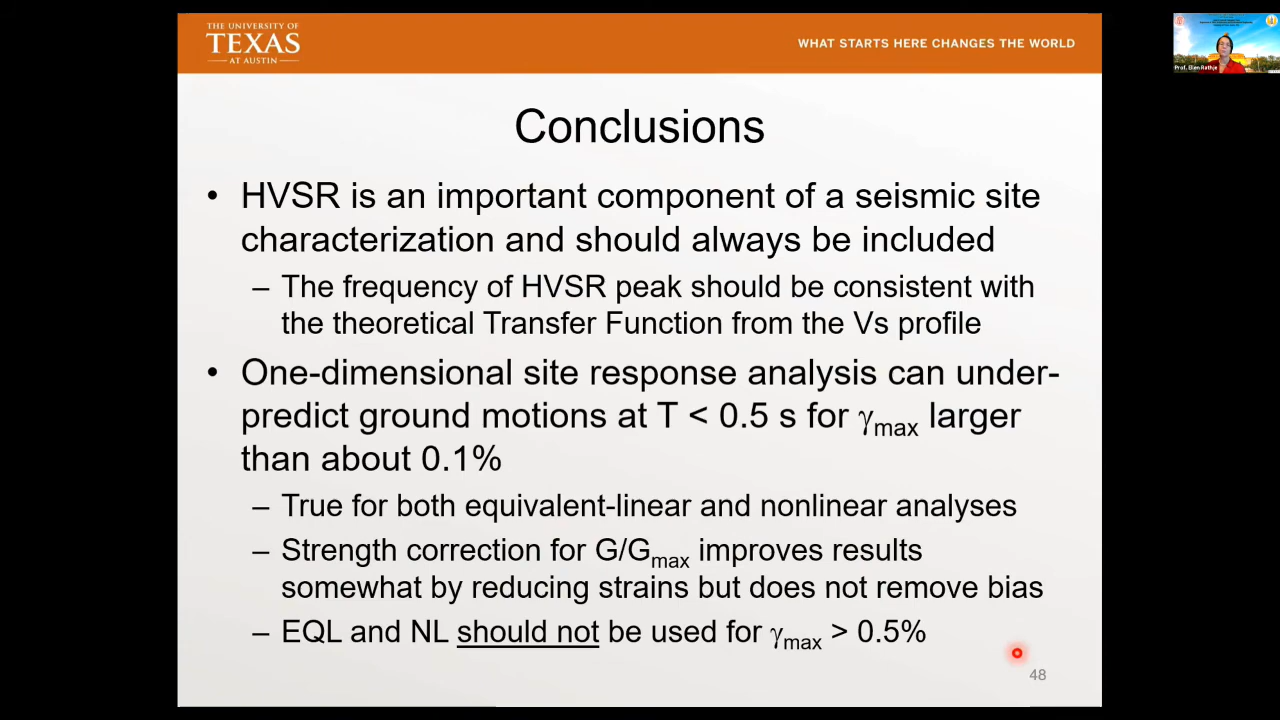 THE UNIVERSITY OF
TEXAS
AT AUSTIN
WHAT STARTS HERE CHANGES THE WORLD
Prof. Ellen Rathje
Conclusions
• HVSR is an important component of a seismic site
characterization and should always be included
– The frequency of HVSR peak should be consistent with
the theoretical Transfer Function from the Vs profile
• One-dimensional site response analysis can under-
predict ground motions at T < 0.5 s for γmax larger
than about 0.1%
– True for both equivalent-linear and nonlinear analyses
– Strength correction for G/Gmax improves results
somewhat by reducing strains but does not remove bias
– EQL and NL should not be used for γmax > 0.5%
48